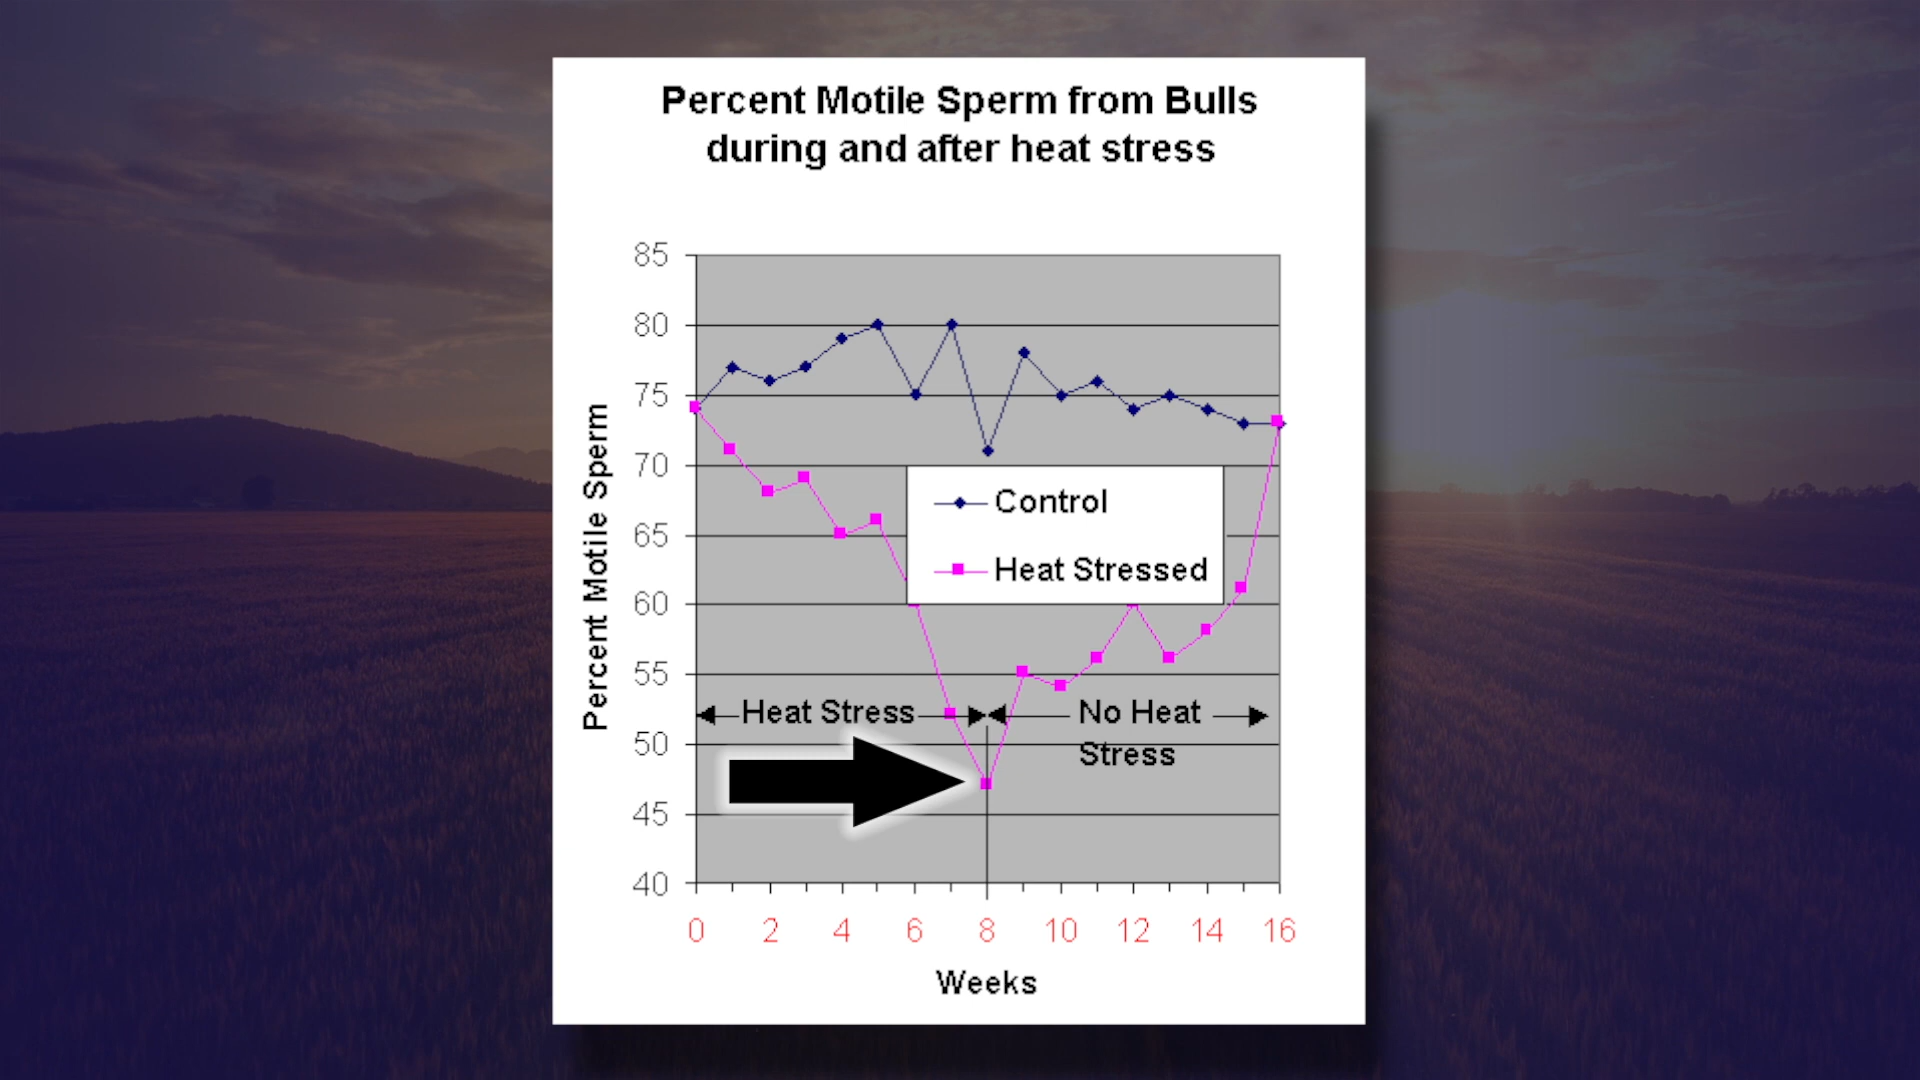 Percent Motile Sperm from Bulls
during and after heat stress
85
80
75
70
65
60
55
50
45
40
Percent Motile Sperm
Control
Heat Stressed
Heat Stress
No Heat
Stress
0 2 4 6 8 10 12 14 16
Weeks